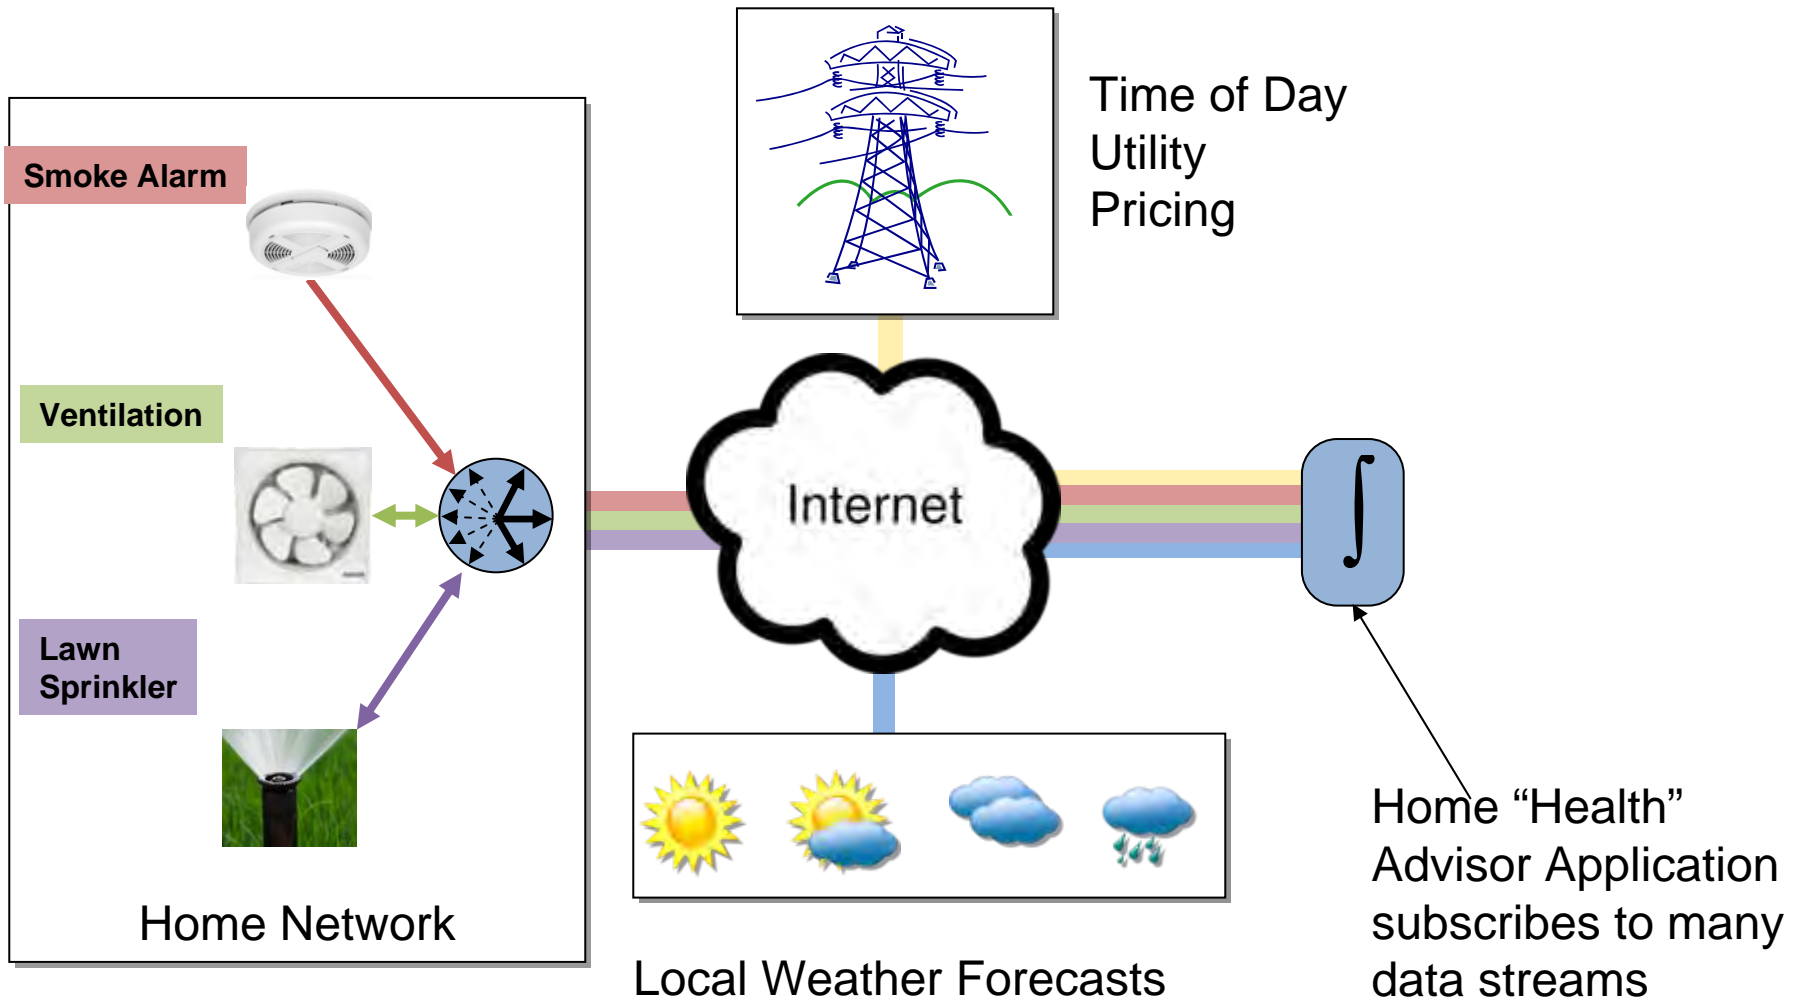 Time of Day
Utility
Pricing
Smoke Alarm
Ventilation
Internet
∫
Lawn
Sprinkler
Home Network
Local Weather Forecasts
Home “Health”
Advisor Application
subscribes to many
data streams